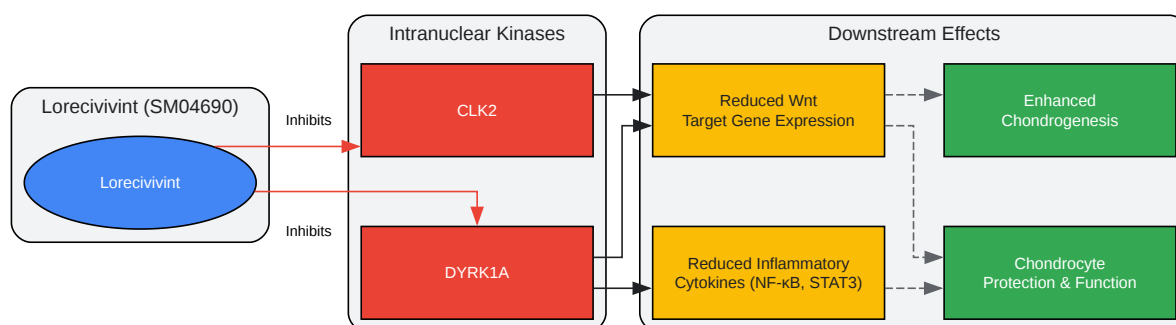 Intranuclear Kinases
Downstream Effects
Lorecivivint (SM04690)
Inhibits
CLK2
Reduced Wnt
Target Gene Expression
Enhanced
Chondrogenesis
Lorecivivint
Inhibits
DYRK1A
Reduced Inflammatory
Cytokines (NF-κB, STAT3)
Chondrocyte
Protection & Function